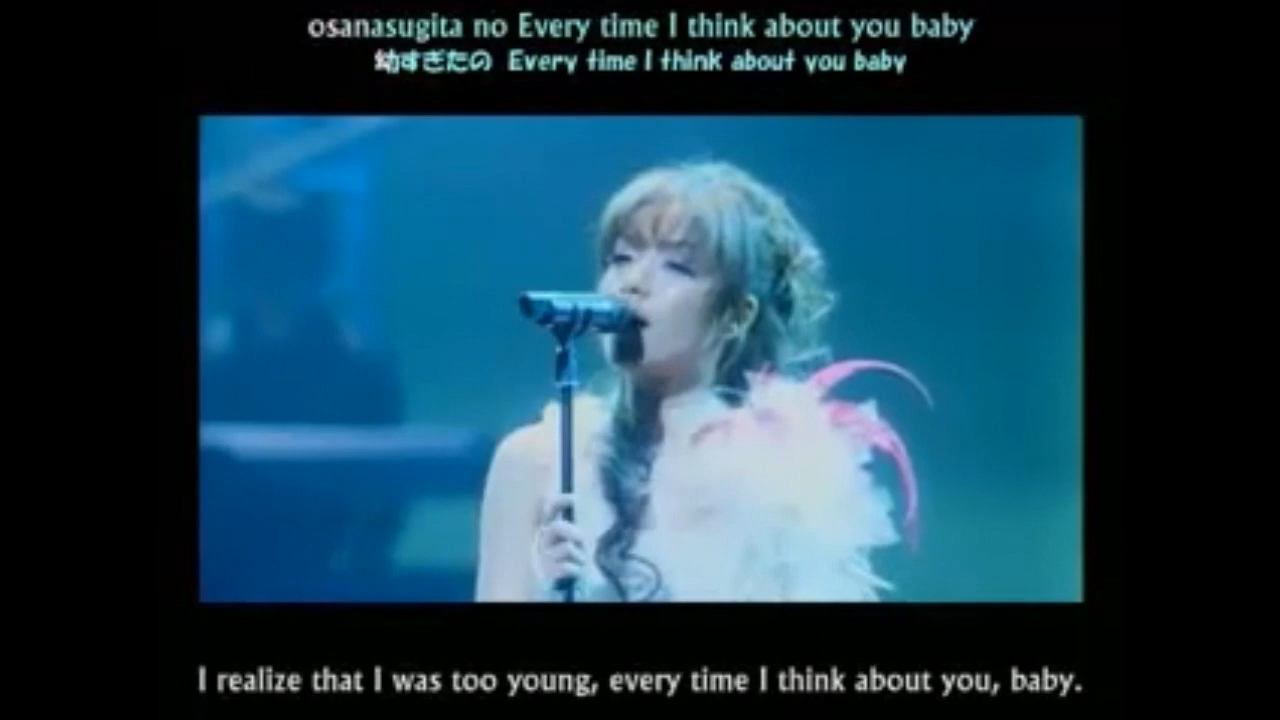 osanasugita no Every time I think about you baby
幼すぎたの Every time I think about you baby
I realize that I was too young, every time I think about you, baby.